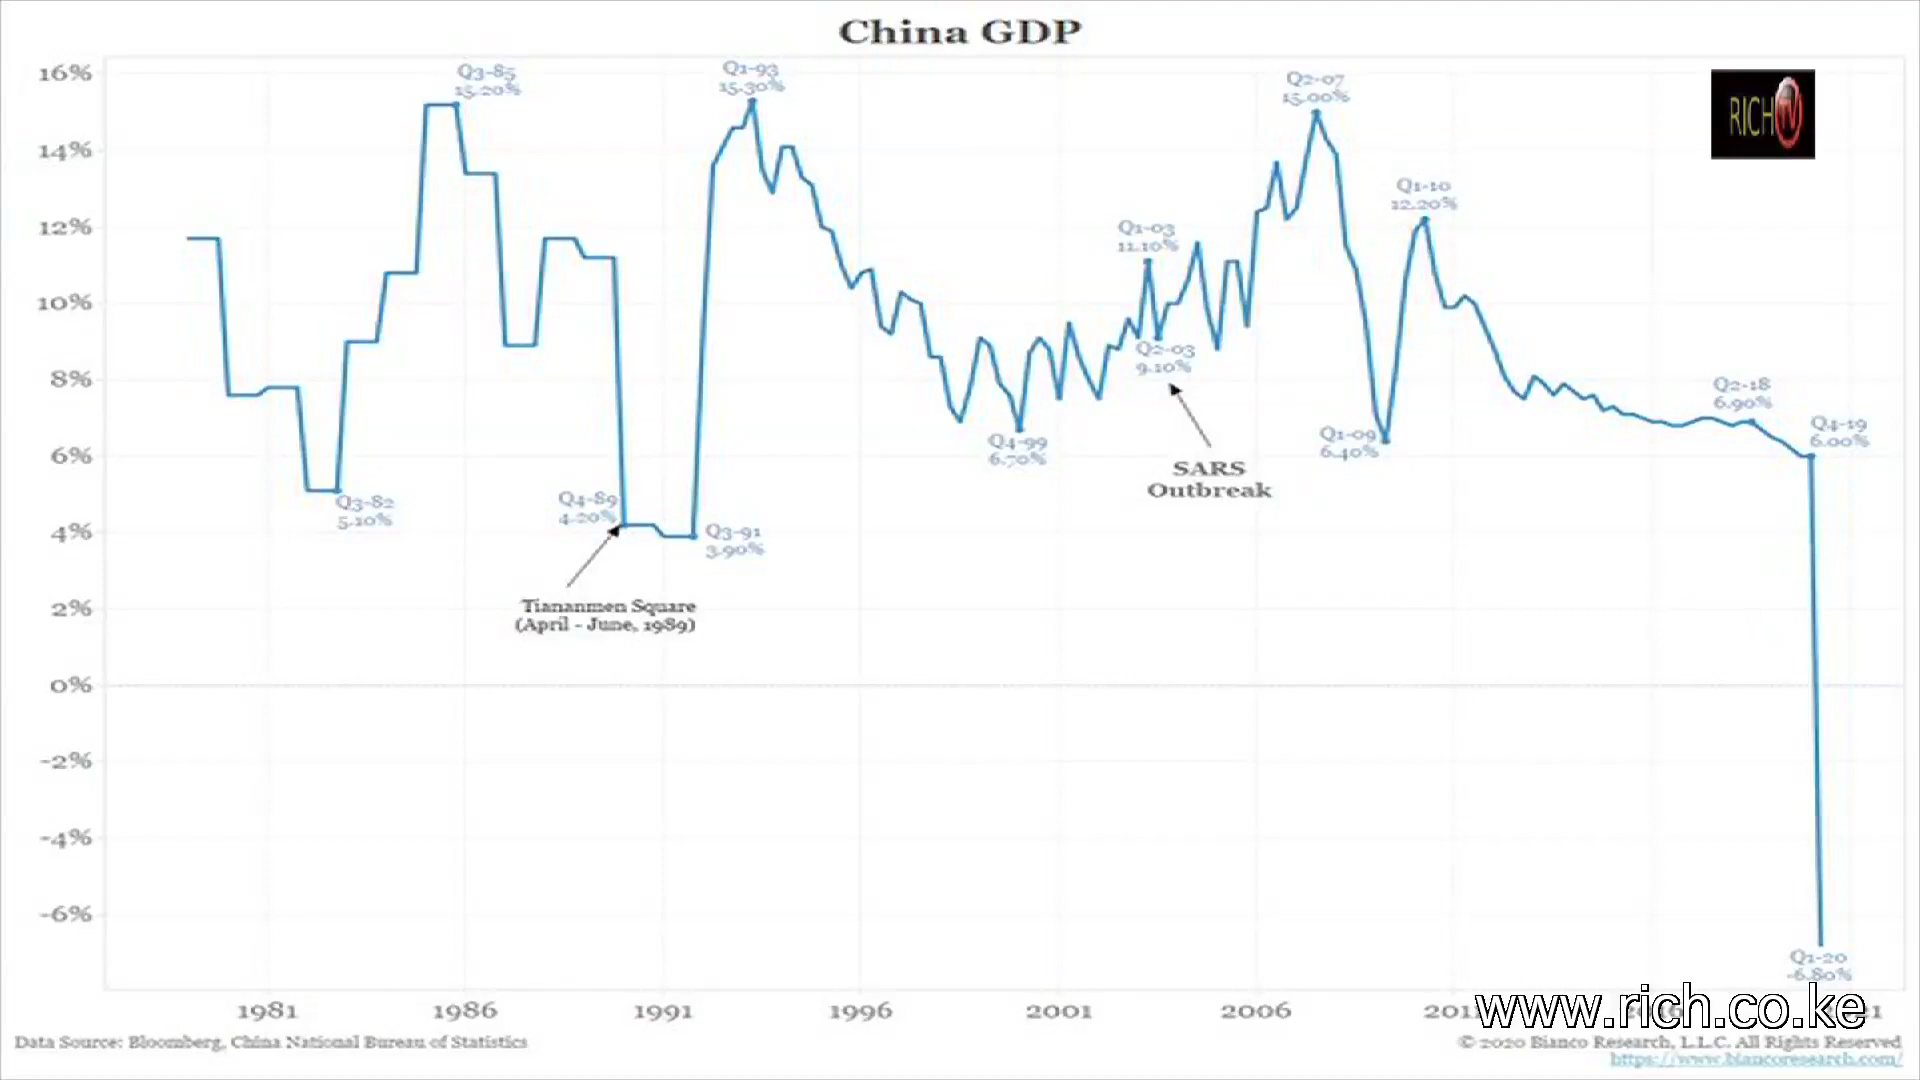 China GDP
RICH TV
16%
14%
12%
10%
8%
6%
4%
2%
0%
-2%
-4%
-6%
Q3-85
15.20%
Q1-93
15.30%
Q2-07
15.00%
Q1-10
12.20%
Q1-03
11.10%
Q2-03
9.10%
SARS
Outbreak
Q4-99
6.70%
Q1-09
6.40%
Q2-18
6.90%
Q4-19
6.00%
Q3-82
5.10%
Q4-89
4.20%
Q3-91
3.90%
Tiananmen Square
(April - June, 1989)
Q1-20
-6.80%
1981
1986
1991
1996
2001
2006
www.rich.co.ke
Data Source: Bloomberg, China National Bureau of Statistics
© 2020 Bianco Research, L.L.C. All Rights Reserved
https://www.biancoresearch.com/